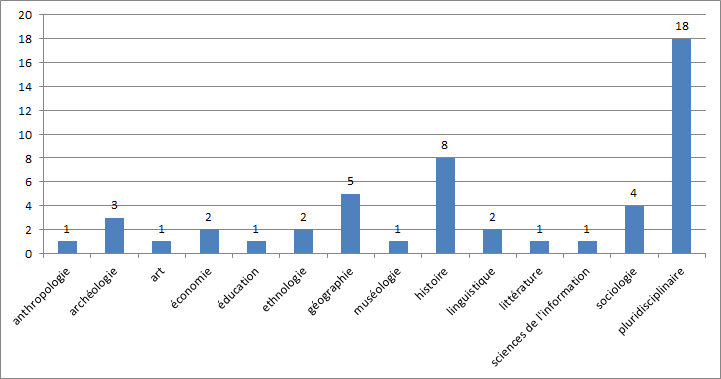 20
18
16
14
12
10
8
6
4
2
0
1
3
1
2
1
2
5
1
8
2
1
1
4
18
anthropologie
archéologie
art
économie
éducation
ethnologie
géographie
muséologie
histoire
linguistique
littérature
sciences de l'information
sociologie
pluridisciplinaire